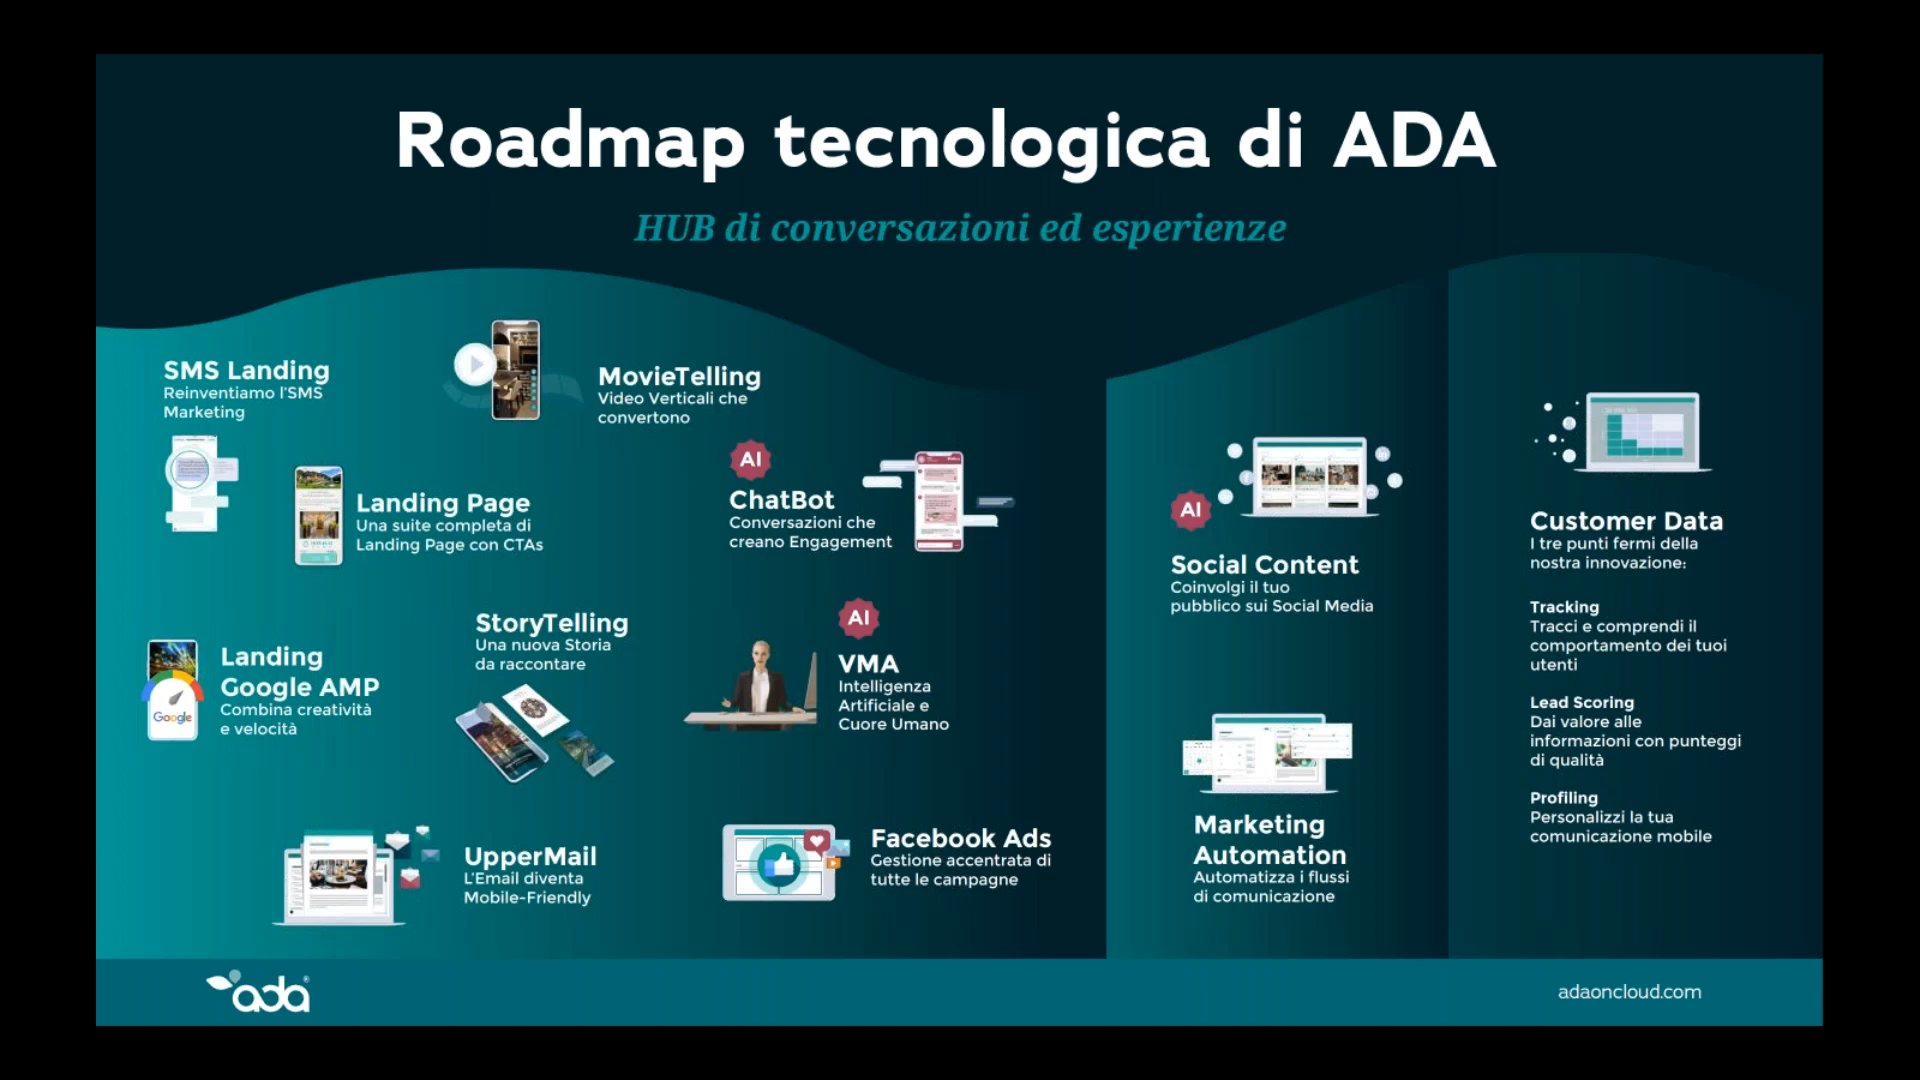 Roadmap tecnologica di ADA
HUB di conversazioni ed esperienze
SMS Landing
Reinventiamo l'SMS
Marketing
MovieTelling
Video Verticali che
convertono
Landing Page
Una suite completa di
Landing Page con CTAs
AI
ChatBot
Conversazioni che
creano Engagement
Landing
Google AMP
Combina creatività
e velocità
Google
StoryTelling
Una nuova Storia
da raccontare
AI
VMA
Intelligenza
Artificiale e
Cuore Umano
UpperMail
L'Email diventa
Mobile-Friendly
Facebook Ads
Gestione accentrata di
tutte le campagne
AI
Social Content
Coinvolgi il tuo
pubblico sui Social Media
Marketing
Automation
Automatizza i flussi
di comunicazione
Customer Data
I tre punti fermi della
nostra innovazione:
Tracking
Tracci e comprendi il
comportamento dei tuoi
utenti
Lead Scoring
Dai valore alle
informazioni con punteggi
di qualità
Profiling
Personalizzi la tua
comunicazione mobile
ada
adaoncloud.com